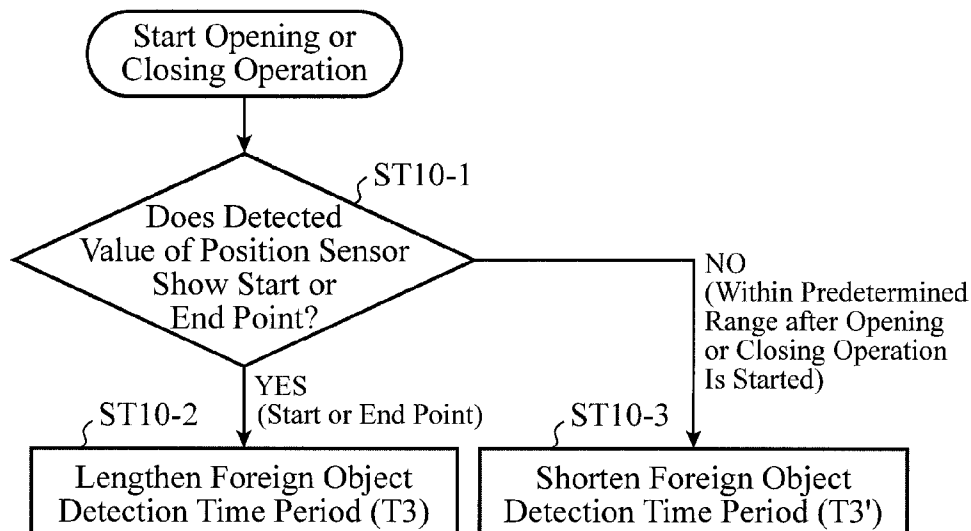 Start Opening or
Closing Operation
ST10-1
Does Detected
Value of Position Sensor
Show Start or
End Point?
NO
(Within Predetermined
Range after Opening
or Closing Operation
Is Started)
YES
(Start or End Point)
ST10-2
Lengthen Foreign Object
Detection Time Period (T3)
ST10-3
Shorten Foreign Object
Detection Time Period (T3')